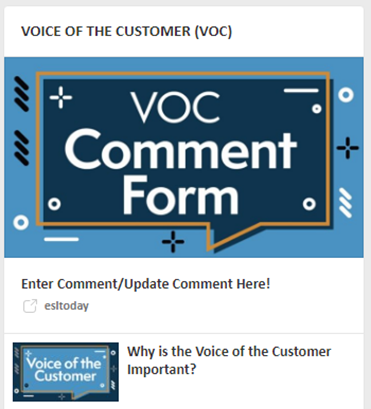 VOICE OF THE CUSTOMER (VOC)
VOC
Comment
Form
Enter Comment/Update Comment Here!
esltoday
Voice of the
Customer
Why is the Voice of the Customer
Important?